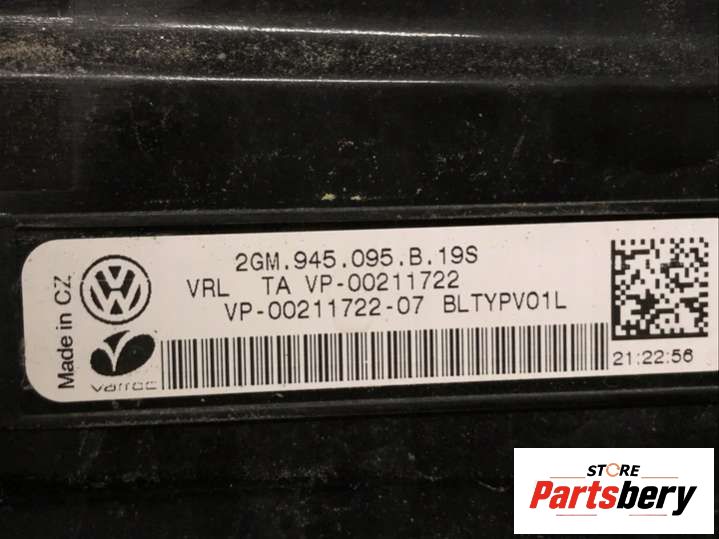 Made in CZ
VW
2GM.945.095.B.19S
VRL TA VP-00211722
VP-00211722-07 BLTYPV01L
varroc
21:22:56
STORE
Partsbery